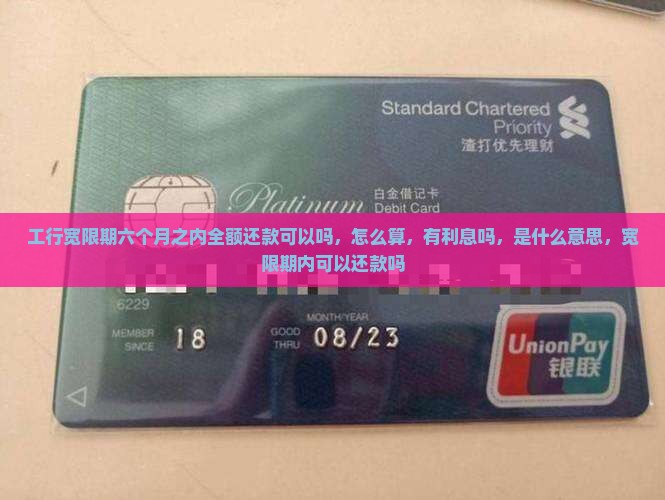 Standard Chartered
Priority
渣打优先理财
Platinum 白金借记卡
Debit Card
工行宽限期六个月之内全额还款可以吗，怎么算，有利息吗，是什么意思，宽
限期内可以还款吗
6229
MONTH/YEAR
MEMBER SINCE 18 GOOD THRU 08/23
UnionPay
银联